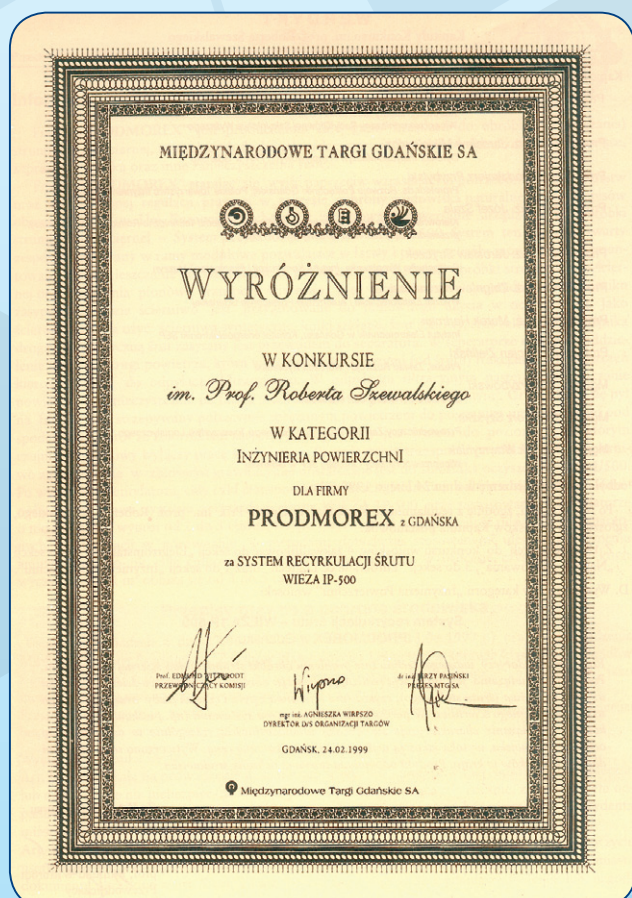 MIĘDZYNARODOWE TARGI GDAŃSKIE SA
WYRÓŻNIENIE
W KONKURSIE
im. Prof. Roberta Szewalskiego
W KATEGORII
INŻYNIERIA POWIERZCHNI
DLA FIRMY
PRODMOREX z GDAŃSKA
za SYSTEM RECYRKULACJI ŚRUTU
WIEŻA IP-500
Prof. EDMUND
PRZEWODNICZĄCY KOMISJI
dr inż. JERZY PASIŃSKI
PREZES MTG SA
Wirpszo
mgr inż. AGNIESZKA WIRPSZO
DYREKTOR D/S ORGANIZACJI TARGÓW
GDAŃSK, 24.02.1999
Międzynarodowe Targi Gdańskie SA